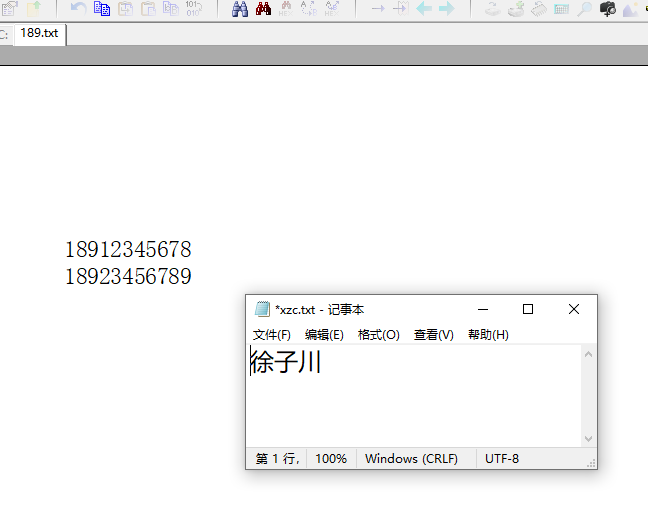 C:
189.txt
18912345678
18923456789
*xzc.txt - 记事本
文件(F) 编辑(E) 格式(O) 查看(V) 帮助(H)
徐子川
第 1 行, 100% Windows (CRLF) UTF-8